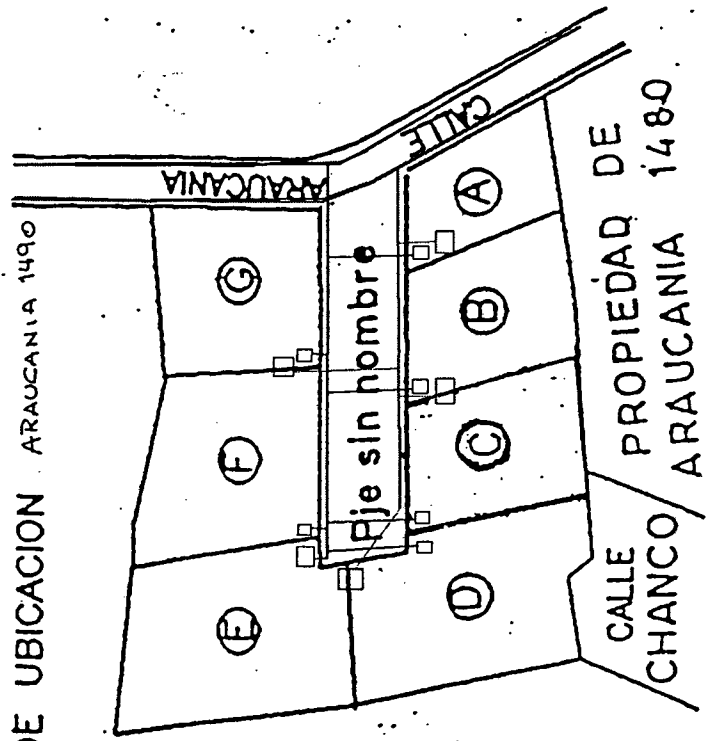 DE UBICACION ARAUCANIA 1490
ARAUCANIA
CALLE
G
F
E
Pje sin nombre
A
B
C
D
PROPIEDAD DE
ARAUCANIA 1480
CALLE
CHANCO